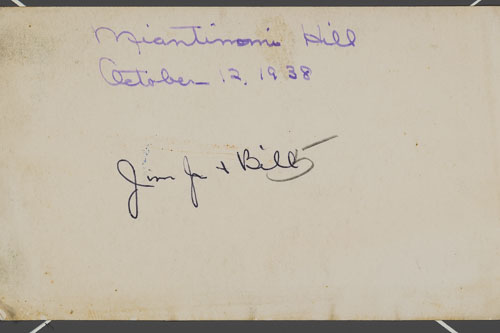 Miantinomi Hill
October 12, 1938
Jim Jr + Bill